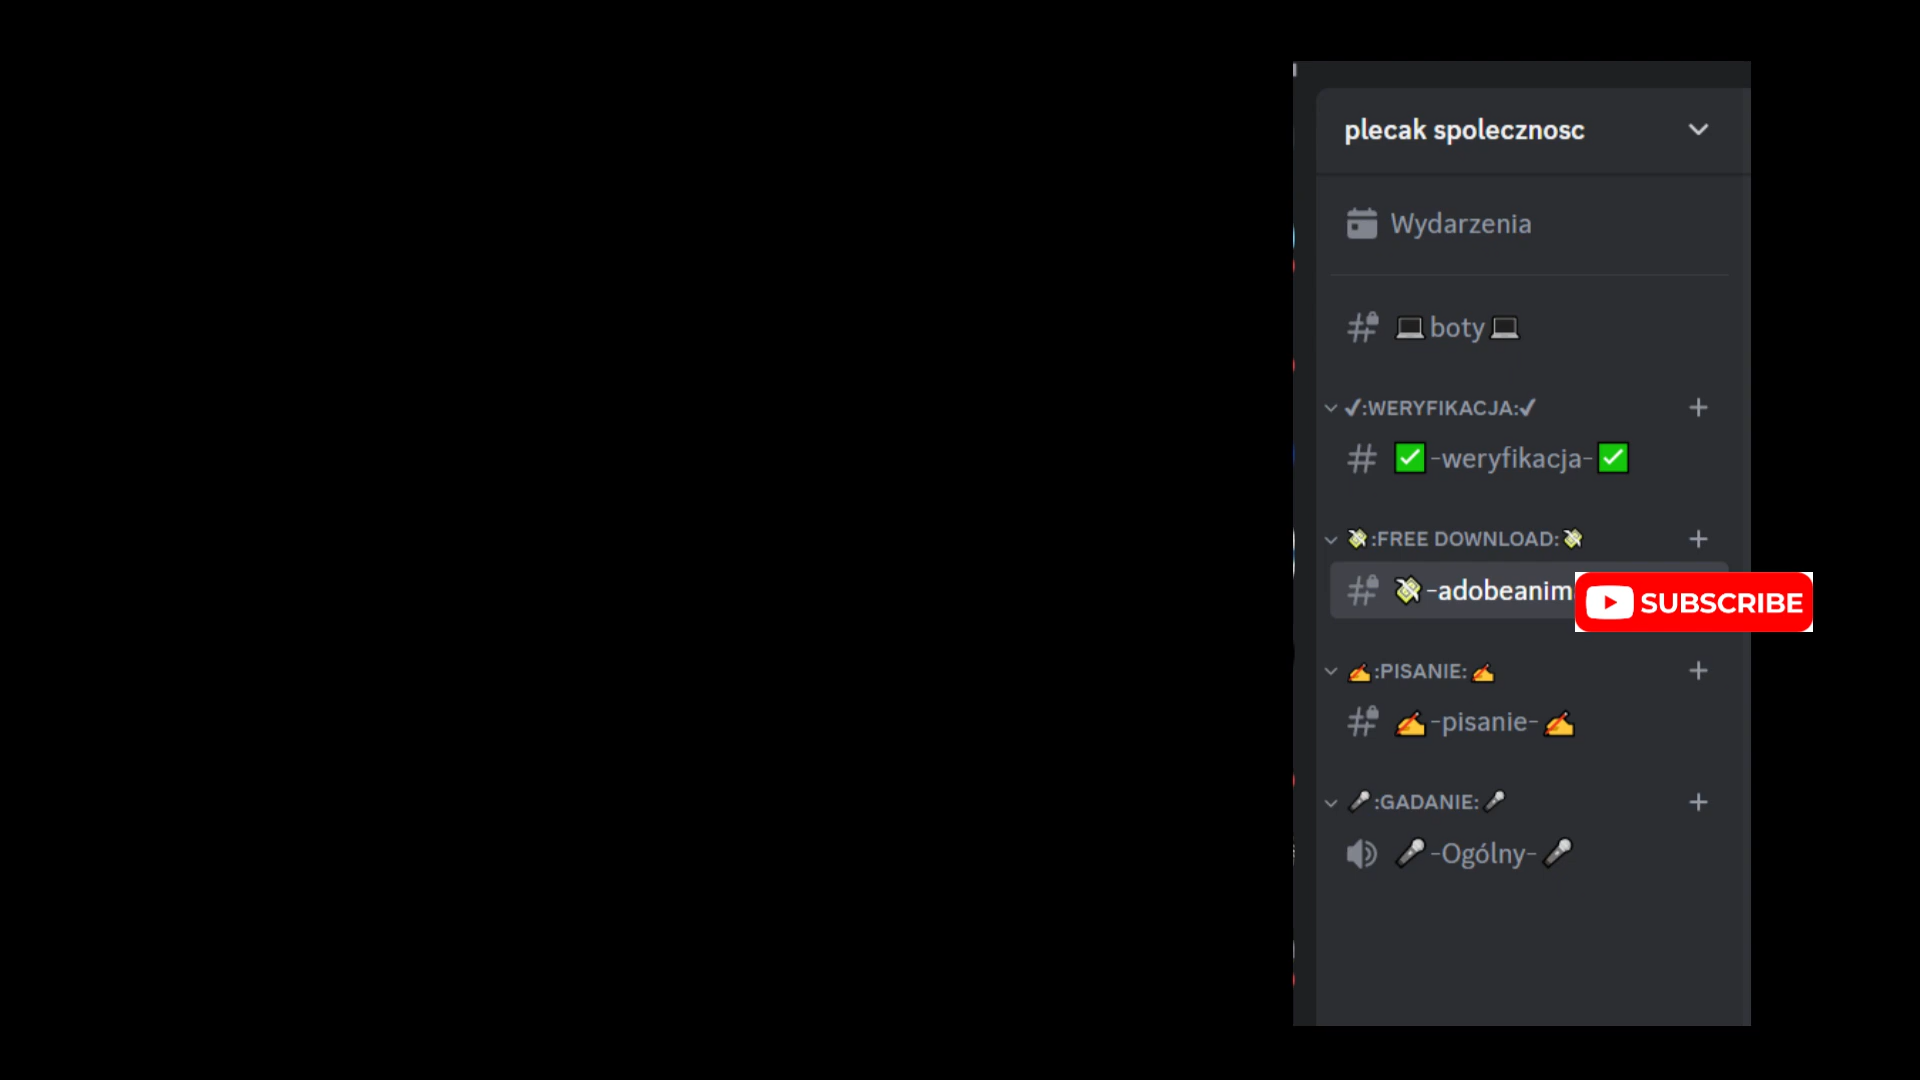 plecak spolecznosc
Wydarzenia
💻boty💻
✔:WERYFIKACJA:✔
✅-weryfikacja-✅
💸:FREE DOWNLOAD:💸
💸-adobeanim
SUBSCRIBE
✍:PISANIE:✍
✍-pisanie-✍
🎤:GADANIE:🎤
🎤-Ogólny-🎤